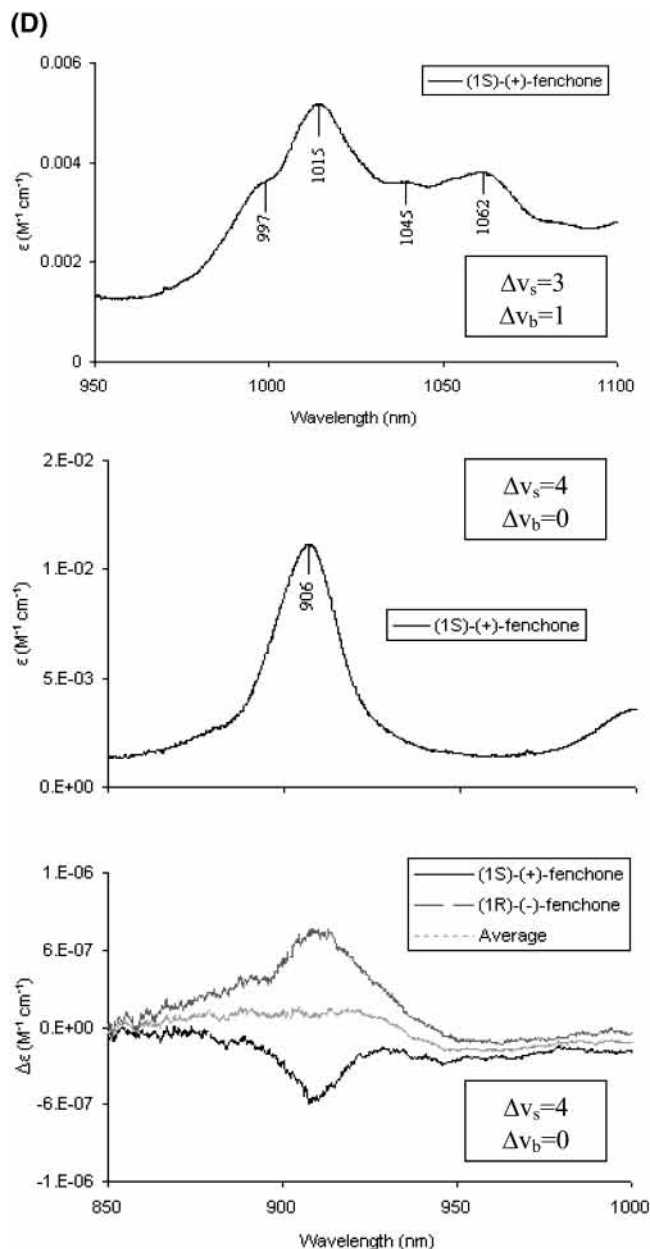 (D)
0.006
0.004
0.002
0
ε (M⁻¹ cm⁻¹)
(1S)-(+)-fenchone
997
1015
1045
1062
Δvₛ=3
Δv_b=1
950
1000
1050
1100
Wavelength (nm)
2.E-02
1.E-02
5.E-03
0.E+00
ε (M⁻¹ cm⁻¹)
Δvₛ=4
Δv_b=0
906
(1S)-(+)-fenchone
1.E-06
6.E-07
0.E+00
-6.E-07
-1.E-06
Δε (M⁻¹ cm⁻¹)
(1S)-(+)-fenchone
(1R)-(-)-fenchone
Average
Δvₛ=4
Δv_b=0
850
900
950
1000
Wavelength (nm)